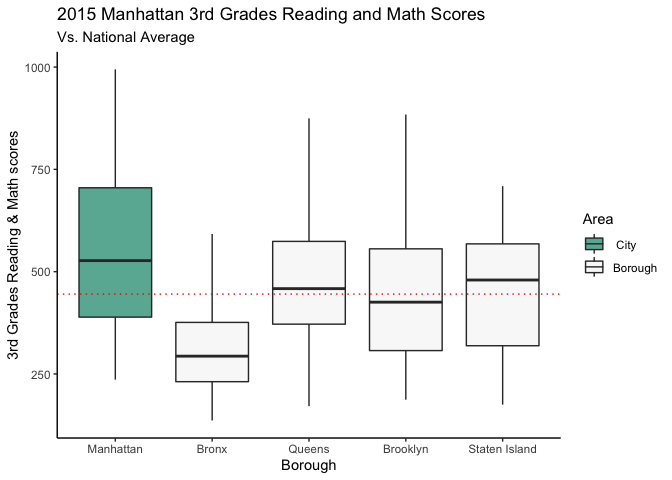 2015 Manhattan 3rd Grades Reading and Math Scores
Vs. National Average
3rd Grades Reading & Math scores
1000
750
500
250
Manhattan Bronx Queens Brooklyn Staten Island
Borough
Area
City
Borough